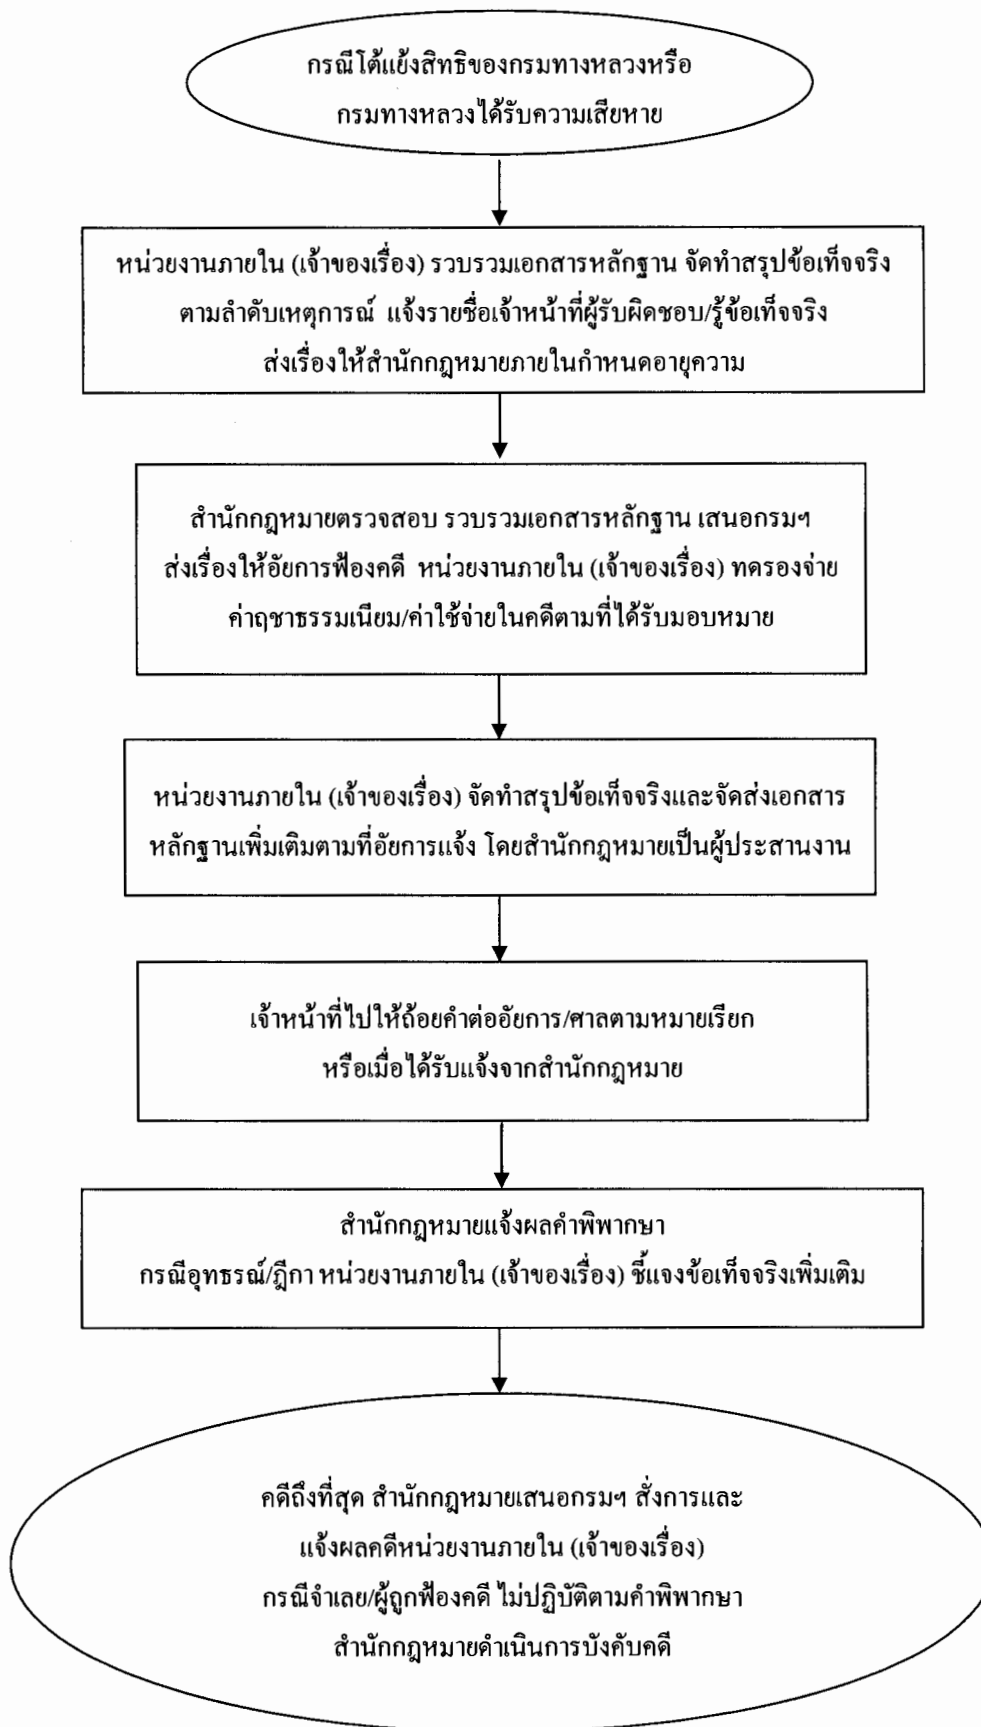 กรณีโต้แย้งสิทธิของกรมทางหลวงหรือ
กรมทางหลวงได้รับความเสียหาย
หน่วยงานภายใน (เจ้าของเรื่อง) รวบรวมเอกสารหลักฐาน จัดทำสรุปข้อเท็จจริง
ตามลำดับเหตุการณ์ แจ้งรายชื่อเจ้าหน้าที่ผู้รับผิดชอบ/รู้ข้อเท็จจริง
ส่งเรื่องให้สำนักกฎหมายภายในกำหนดอายุความ
สำนักกฎหมายตรวจสอบ รวบรวมเอกสารหลักฐาน เสนอกรมฯ
ส่งเรื่องให้อัยการฟ้องคดี หน่วยงานภายใน (เจ้าของเรื่อง) ทดรองจ่าย
ค่าฤชาธรรมเนียม/ค่าใช้จ่ายในคดีตามที่ได้รับมอบหมาย
หน่วยงานภายใน (เจ้าของเรื่อง) จัดทำสรุปข้อเท็จจริงและจัดส่งเอกสาร
หลักฐานเพิ่มเติมตามที่อัยการแจ้ง โดยสำนักกฎหมายเป็นผู้ประสานงาน
เจ้าหน้าที่ไปให้ถ้อยคำต่ออัยการ/ศาลตามหมายเรียก
หรือเมื่อได้รับแจ้งจากสำนักกฎหมาย
สำนักกฎหมายแจ้งผลคำพิพากษา
กรณีอุทธรณ์/ฎีกา หน่วยงานภายใน (เจ้าของเรื่อง) ชี้แจงข้อเท็จจริงเพิ่มเติม
คดีถึงที่สุด สำนักกฎหมายเสนอกรมฯ สั่งการและ
แจ้งผลคดีหน่วยงานภายใน (เจ้าของเรื่อง)
กรณีจำเลย/ผู้ถูกฟ้องคดี ไม่ปฏิบัติตามคำพิพากษา
สำนักกฎหมายดำเนินการบังคับคดี